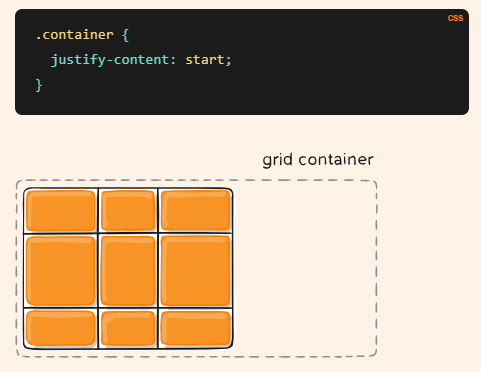 CSS
.container {
justify-content: start;
}
grid container